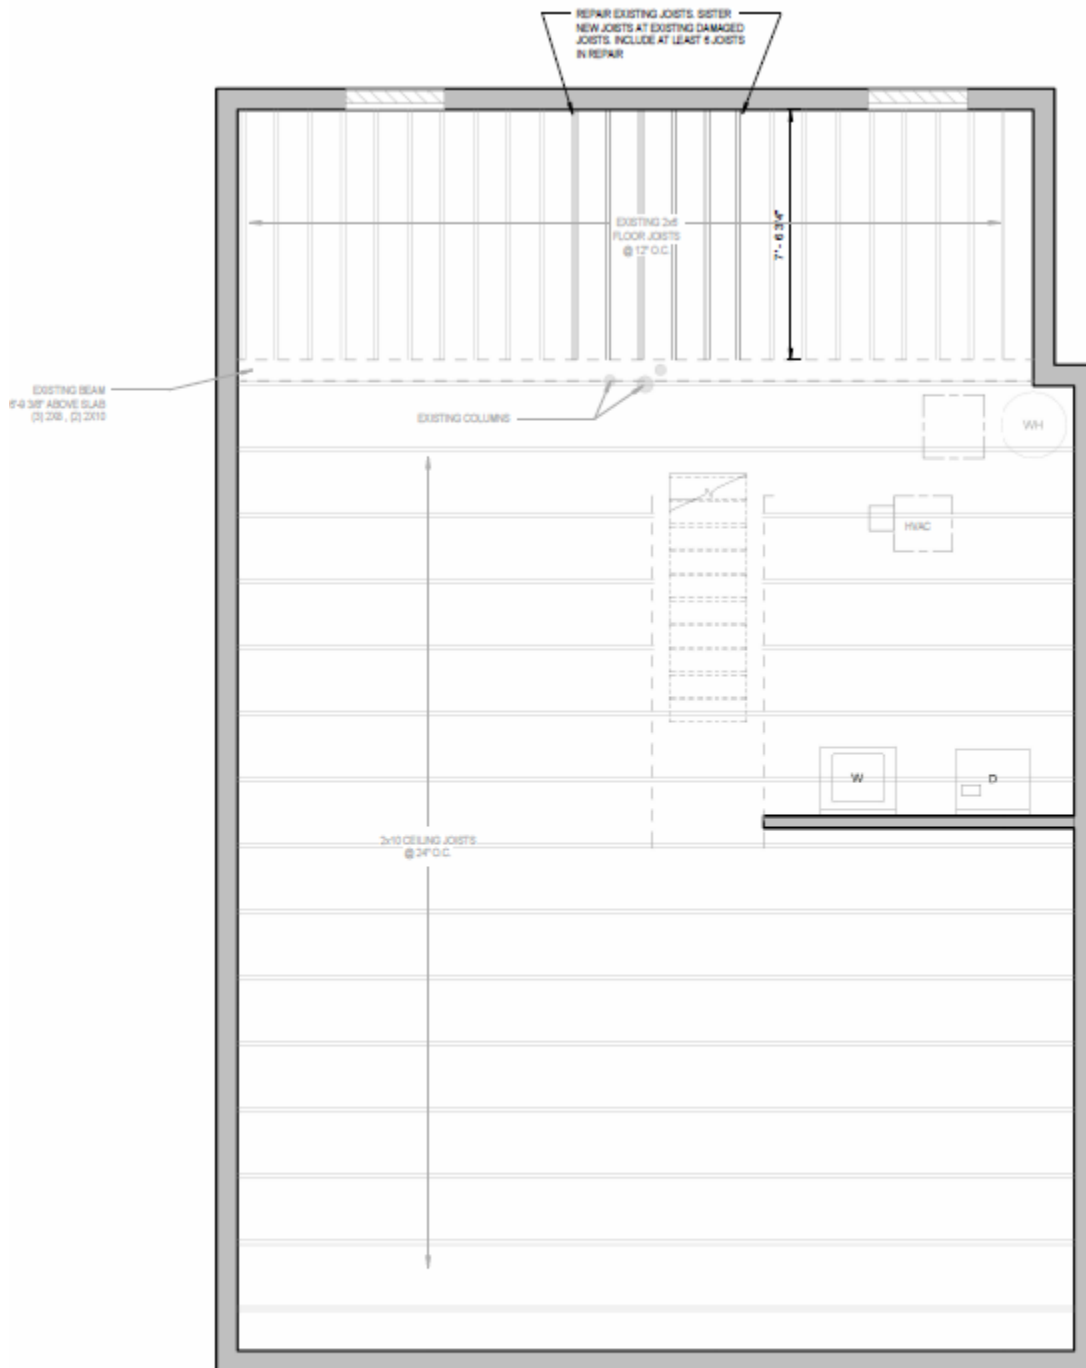 REPAIR EXISTING JOISTS. SISTER
NEW JOISTS AT EXISTING DAMAGED
JOISTS. INCLUDE AT LEAST 6 JOISTS
IN REPAIR
EXISTING 2x8
FLOOR JOISTS
@ 12" O.C.
7' - 6 3/4"
EXISTING BEAM
6'-9 3/8" ABOVE SLAB
(3) 2X8 , (2) 2X10
EXISTING COLUMNS
WH
HVAC
W
D
2x10 CEILING JOISTS
@ 24" O.C.